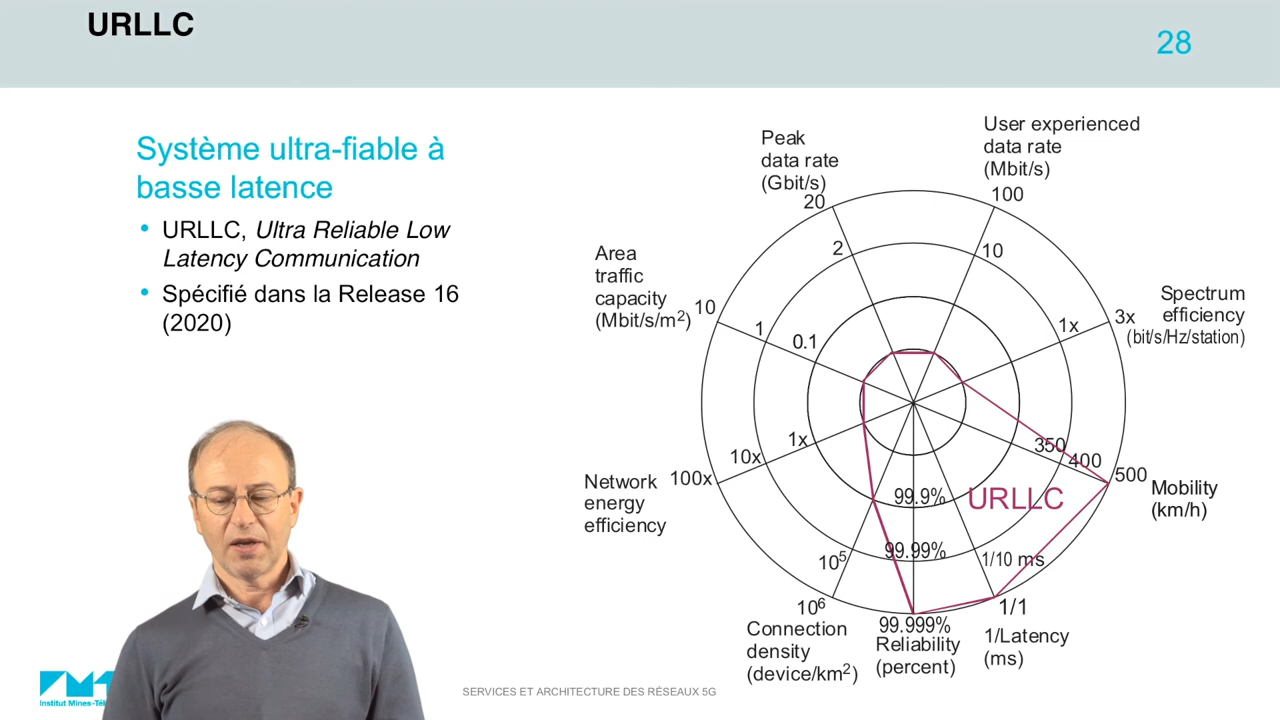 URLLC
28
Système ultra-fiable à
basse latence
• URLLC, Ultra Reliable Low
Latency Communication
• Spécifié dans la Release 16
(2020)
Peak
data rate
(Gbit/s)
20
2
User experienced
data rate
(Mbit/s)
100
10
Area
traffic
capacity
(Mbit/s/m²)
10
1
0.1
Spectrum
efficiency
(bit/s/Hz/station)
3x
1x
Network
energy
efficiency
100x
10x
1x
350
400
500
Mobility
(km/h)
99.9%
99.99%
99.999%
Reliability
(percent)
URLLC
1/10 ms
1/1
1/Latency
(ms)
10⁵
10⁶
Connection
density
(device/km²)
Institut Mines-Tél
SERVICES ET ARCHITECTURE DES RÉSEAUX 5G